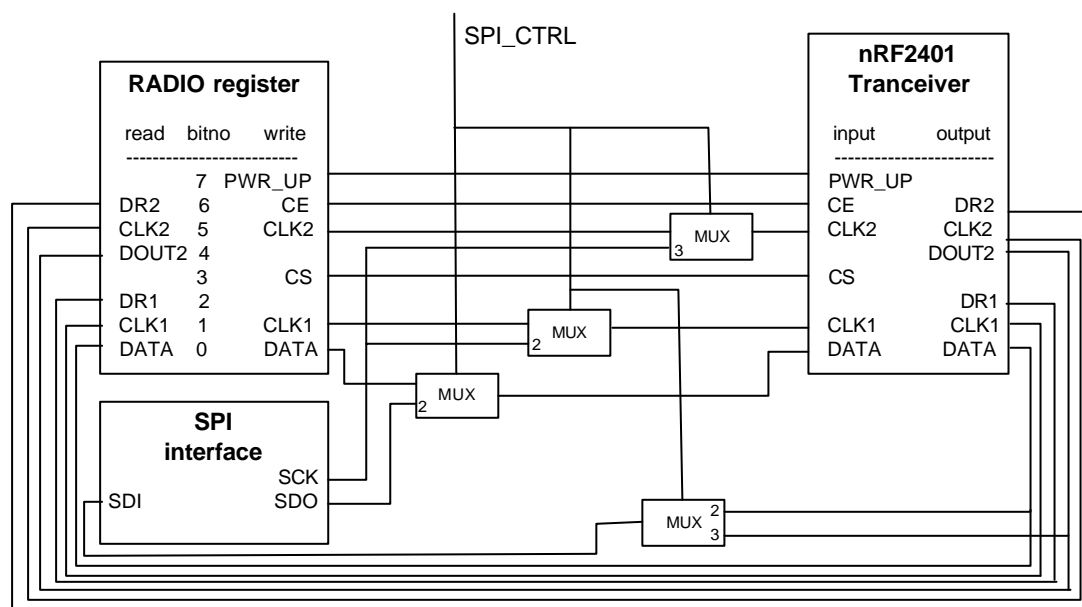 SPI_CTRL
RADIO register
read bitno write
----------------------------
7 PWR_UP
DR2 6 CE
CLK2 5 CLK2
DOUT2 4
3 CS
DR1 2
CLK1 1 CLK1
DATA 0 DATA
nRF2401
Tranceiver
input output
--------------------------
PWR_UP
CE DR2
CLK2 CLK2
DOUT2
CS
DR1
CLK1 CLK1
DATA DATA
MUX
3
MUX
2
MUX
2
SPI
interface
SCK
SDI SDO
MUX 2
3